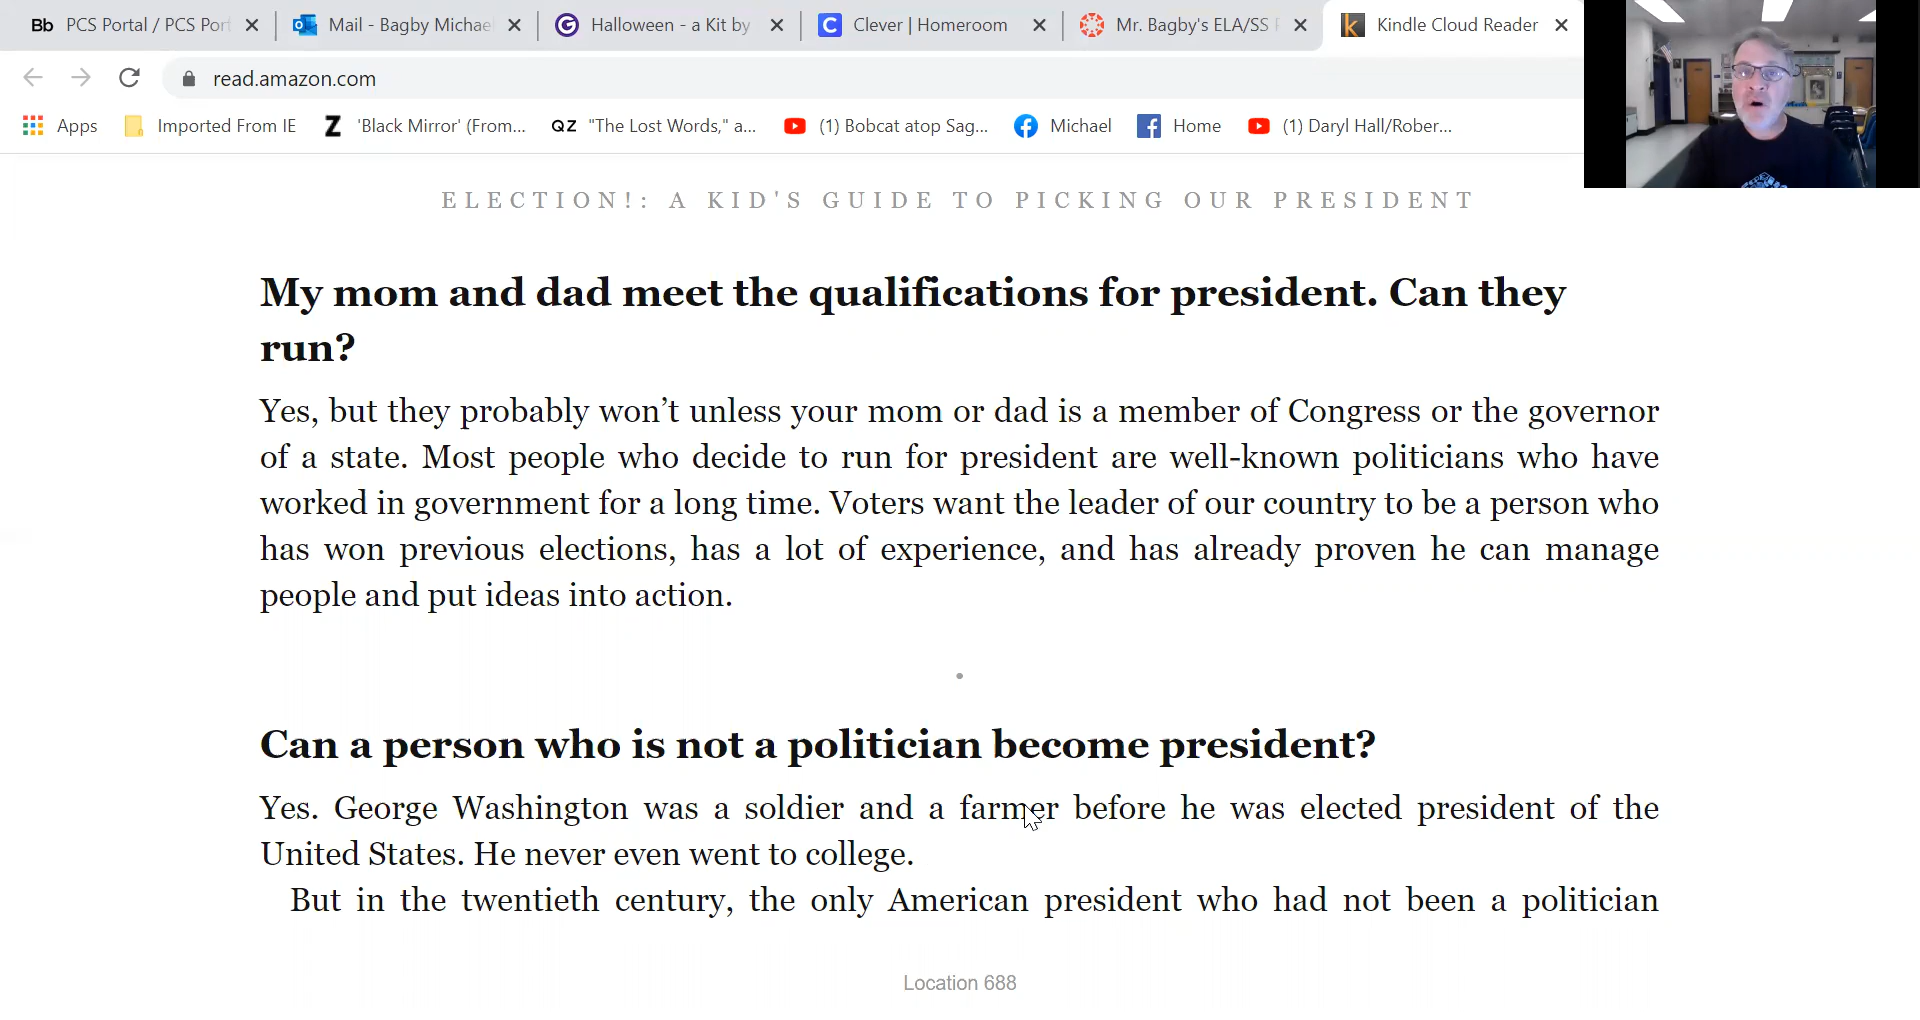 Bb PCS Portal / PCS Por
Mail - Bagby Michae
Halloween - a Kit by
Clever | Homeroom
Mr. Bagby's ELA/SS
Kindle Cloud Reader
read.amazon.com
Apps
Imported From IE
'Black Mirror' (From...
"The Lost Words," a...
(1) Bobcat atop Sag...
Michael
Home
(1) Daryl Hall/Rober...
ELECTION!: A KID'S GUIDE TO PICKING OUR PRESIDENT
My mom and dad meet the qualifications for president. Can they
run?
Yes, but they probably won’t unless your mom or dad is a member of Congress or the governor
of a state. Most people who decide to run for president are well-known politicians who have
worked in government for a long time. Voters want the leader of our country to be a person who
has won previous elections, has a lot of experience, and has already proven he can manage
people and put ideas into action.
Can a person who is not a politician become president?
Yes. George Washington was a soldier and a farmer before he was elected president of the
United States. He never even went to college.
But in the twentieth century, the only American president who had not been a politician
Location 688